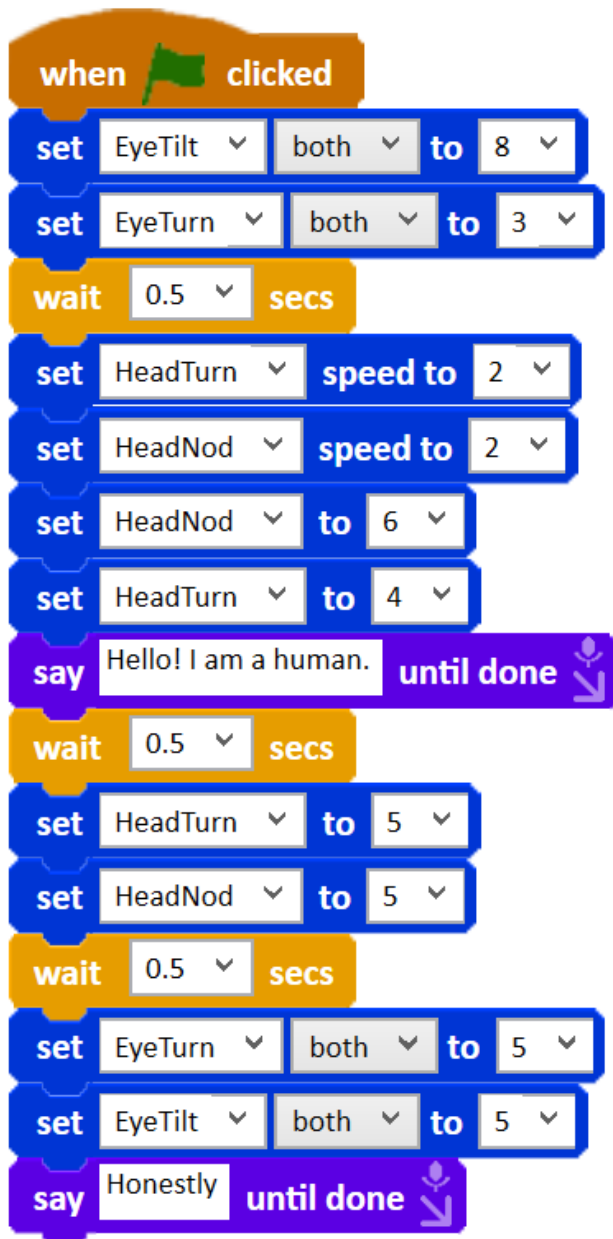 when clicked
set EyeTilt both to 8
set EyeTurn both to 3
wait 0.5 secs
set HeadTurn speed to 2
set HeadNod speed to 2
set HeadNod to 6
set HeadTurn to 4
say Hello! I am a human. until done
wait 0.5 secs
set HeadTurn to 5
set HeadNod to 5
wait 0.5 secs
set EyeTurn both to 5
set EyeTilt both to 5
say Honestly until done